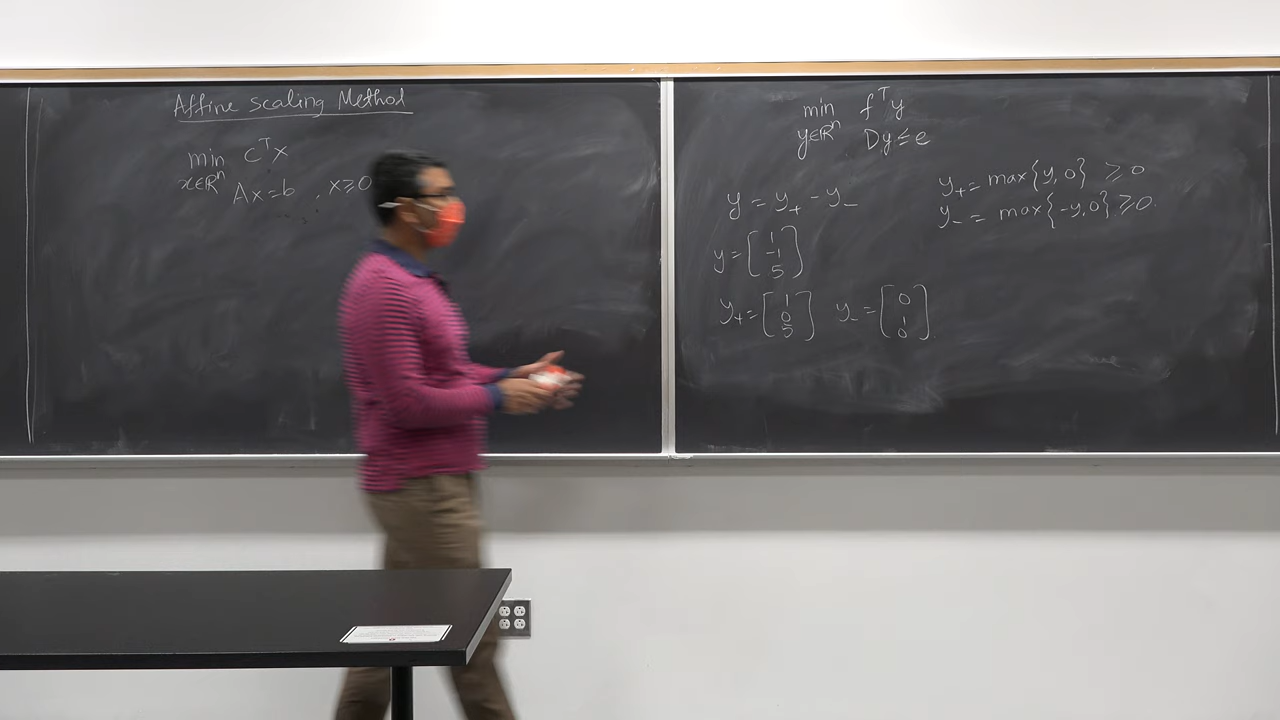 Affine scaling Method
min cᵀx
x∈ℝⁿ Ax=b , x≥0
min fᵀy
y∈ℝⁿ Dy≤e
y = y₊ - y₋
y₊ = max{y,0} ≥ 0
y₋ = max{-y,0} ≥ 0.
y = [1 -1 5]
y₊ = [1 0 5] y₋ = [0 1 0].